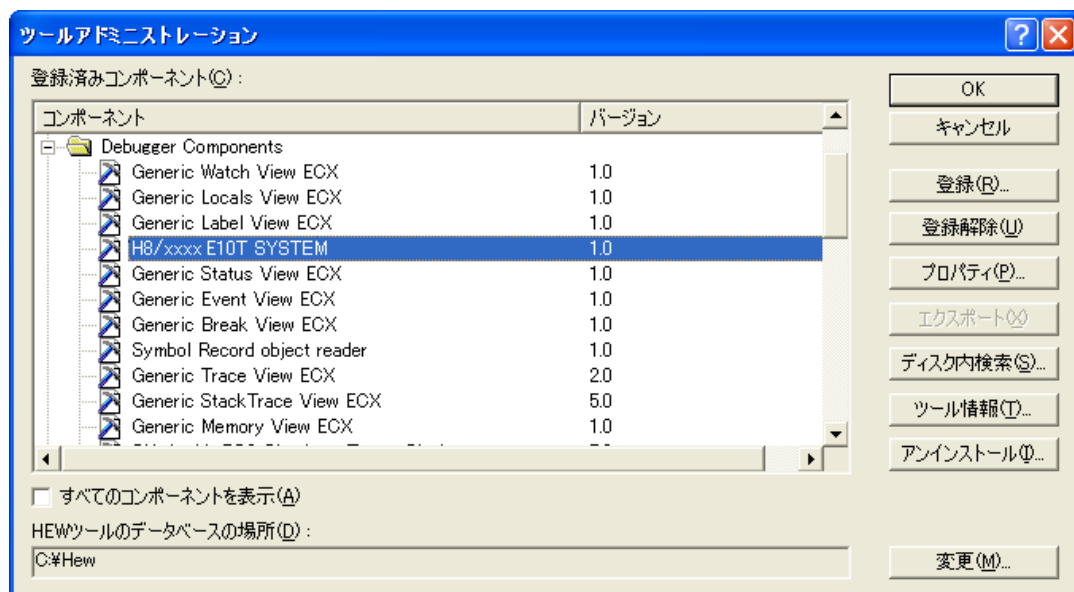 ツールアドミニストレーション
登録済みコンポーネント(C):
コンポーネント バージョン
Debugger Components
Generic Watch View ECX 1.0
Generic Locals View ECX 1.0
Generic Label View ECX 1.0
H8/xxxx E10T SYSTEM 1.0
Generic Status View ECX 1.0
Generic Event View ECX 1.0
Generic Break View ECX 1.0
Symbol Record object reader 1.0
Generic Trace View ECX 2.0
Generic StackTrace View ECX 5.0
Generic Memory View ECX 1.0
すべてのコンポーネントを表示(A)
HEWツールのデータベースの場所(D):
C:¥Hew
OK
キャンセル
登録(R)...
登録解除(U)
プロパティ(P)...
エクスポート(X)
ディスク内検索(S)...
ツール情報(T)...
アンインストール(I)...
変更(M)...